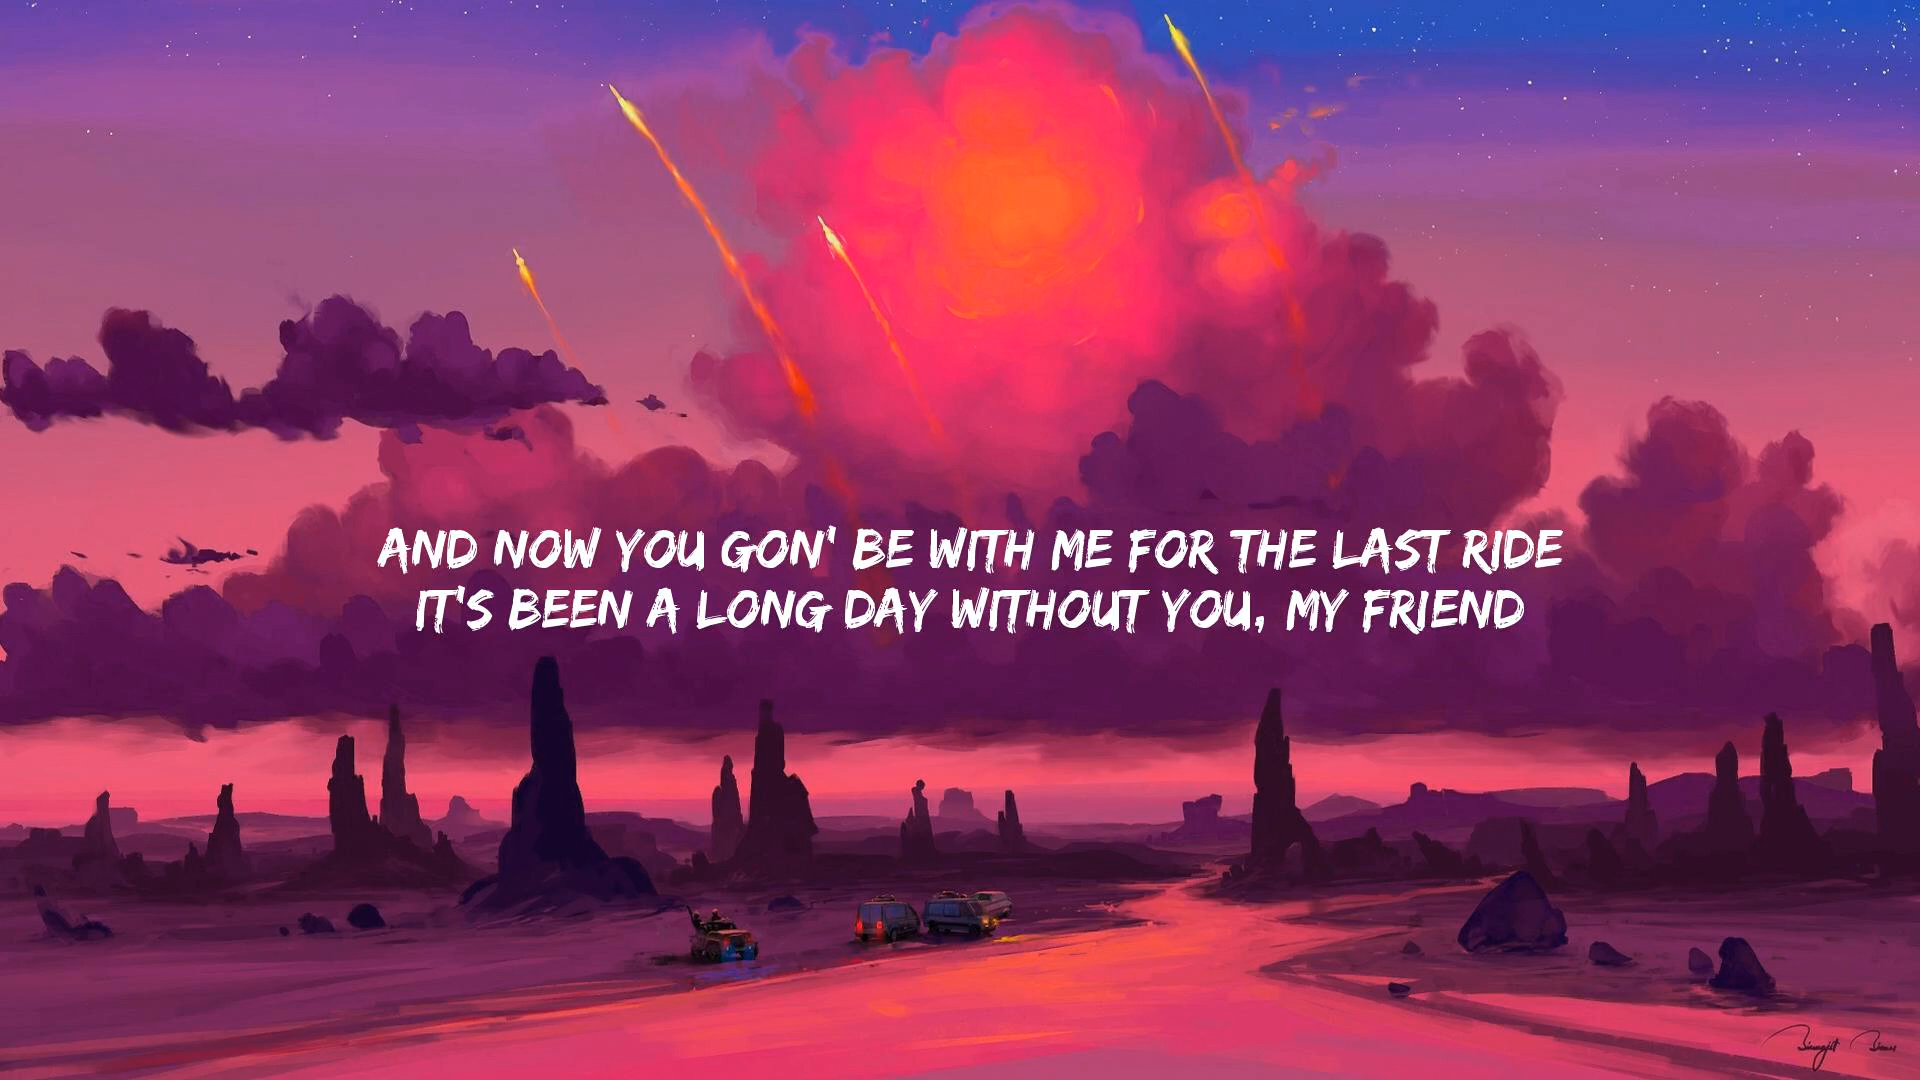 AND NOW YOU GON' BE WITH ME FOR THE LAST RIDE
IT'S BEEN A LONG DAY WITHOUT YOU, MY FRIEND